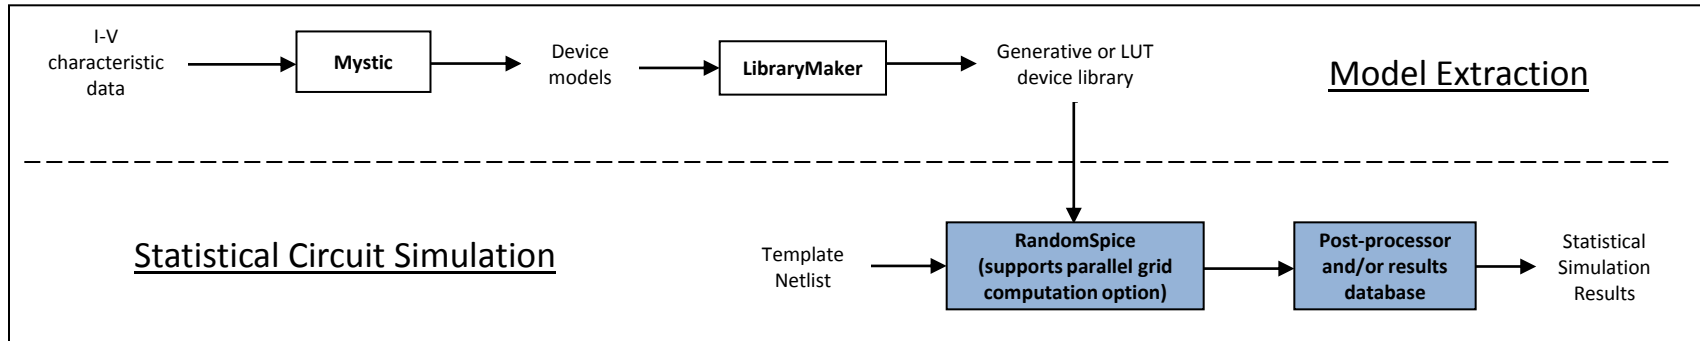 I-V
characteristic
data
Mystic
Device
models
LibraryMaker
Generative or LUT
device library
Model Extraction
Statistical Circuit Simulation
Template
Netlist
RandomSpice
(supports parallel grid
computation option)
Post-processor
and/or results
database
Statistical
Simulation
Results